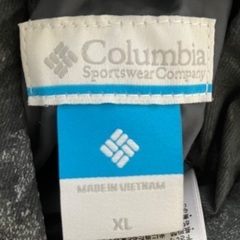 Columbia
Sportswear Company
MADE IN VIETNAM
XL